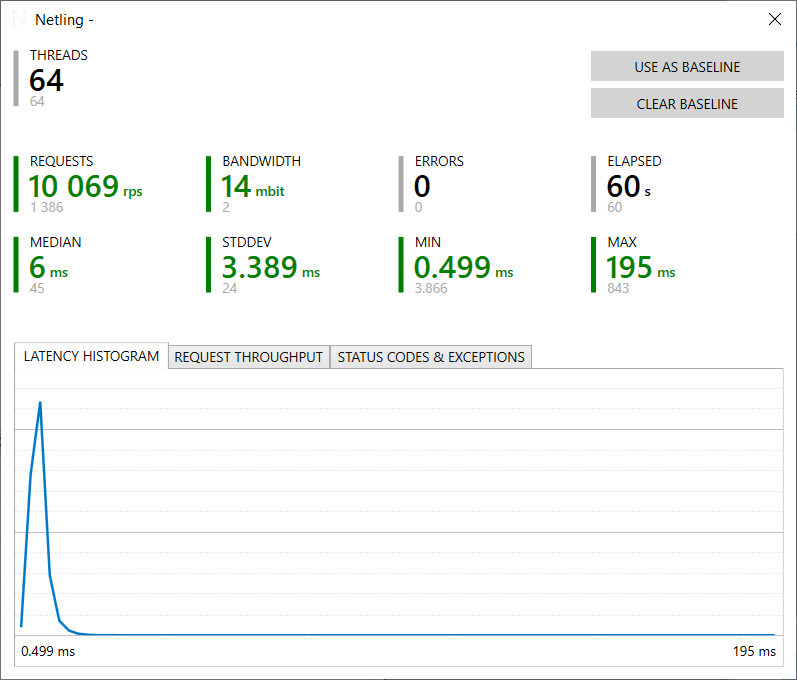 Netling -
THREADS
64
64
USE AS BASELINE
CLEAR BASELINE
REQUESTS
10 069 rps
1 386
BANDWIDTH
14 mbit
2
ERRORS
0
0
ELAPSED
60 s
60
MEDIAN
6 ms
45
STDDEV
3.389 ms
24
MIN
0.499 ms
3.866
MAX
195 ms
843
LATENCY HISTOGRAM REQUEST THROUGHPUT STATUS CODES & EXCEPTIONS
0.499 ms 195 ms